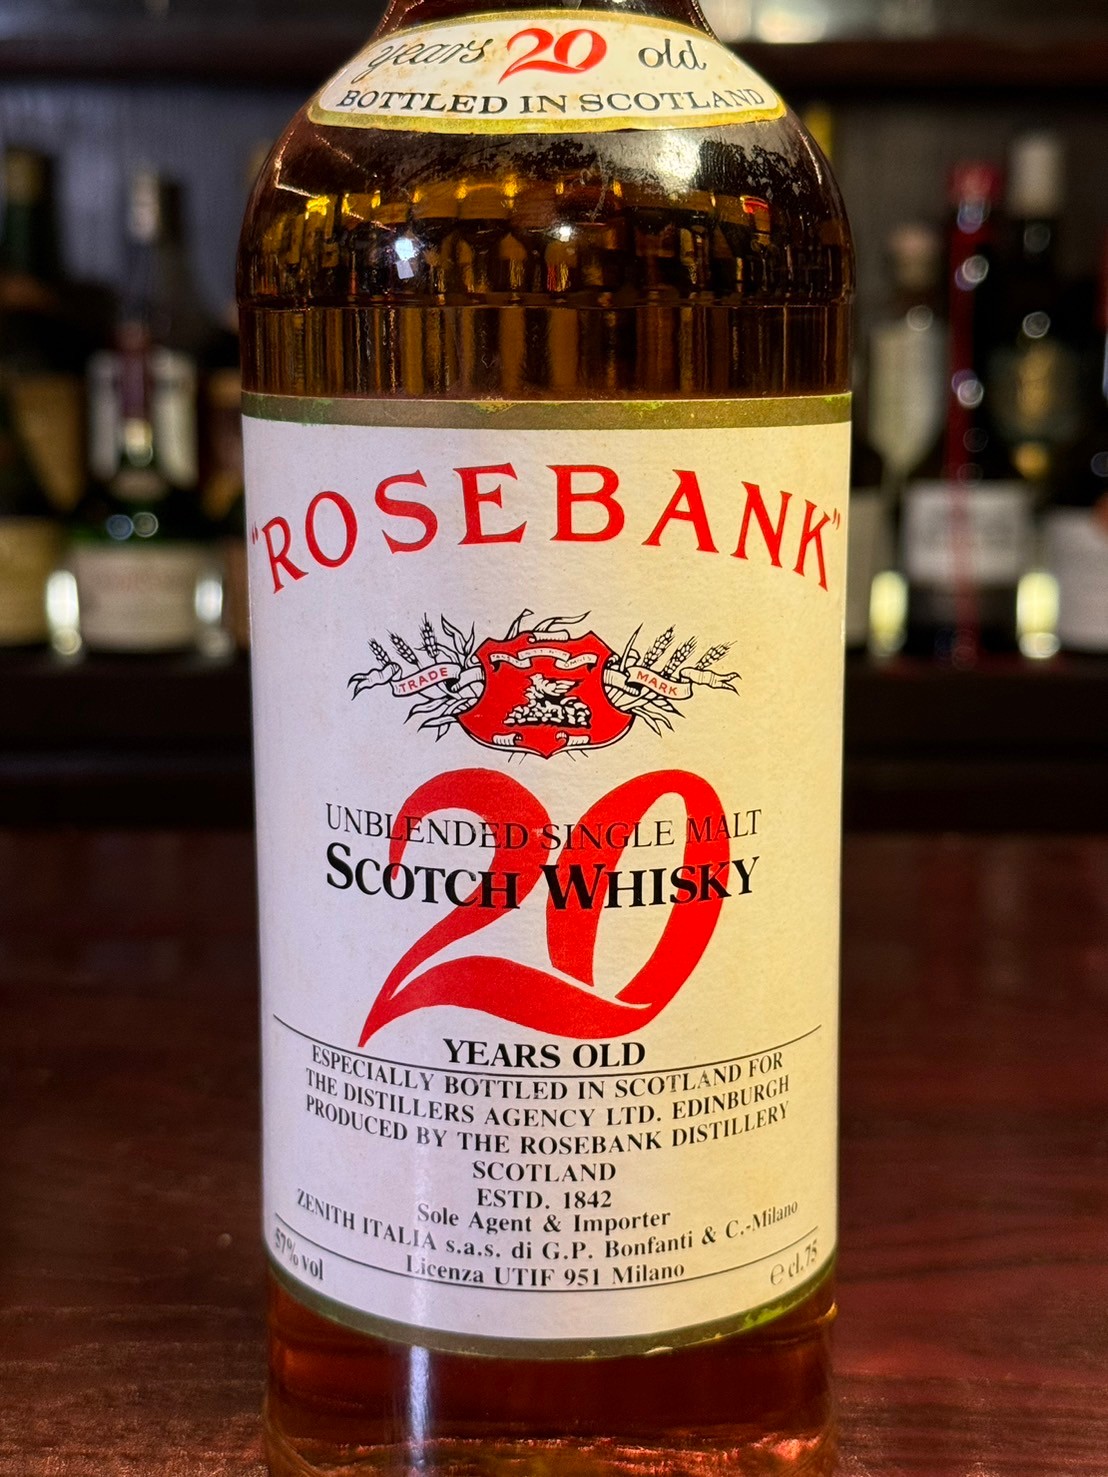 years 20 old
BOTTLED IN SCOTLAND
"ROSEBANK"
TRADE MARK
20
UNBLENDED SINGLE MALT
SCOTCH WHISKY
YEARS OLD
ESPECIALLY BOTTLED IN SCOTLAND FOR
THE DISTILLERS AGENCY LTD. EDINBURGH
PRODUCED BY THE ROSEBANK DISTILLERY
SCOTLAND
ESTD. 1842
Sole Agent & Importer
ZENITH ITALIA s.a.s. di G.P. Bonfanti & C.-Milano
Licenza UTIF 951 Milano
57% vol
℮ cl. 75